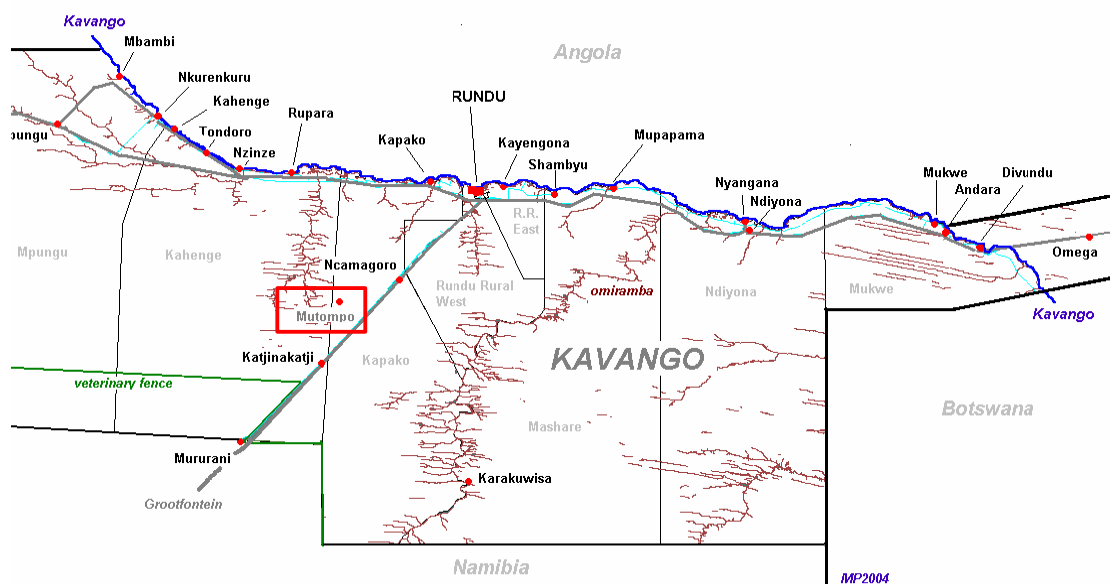 Kavango
Mbambi
Angola
Nkurenkuru
Kahenge
RUNDU
Rupara
pungu
Tondoro
Kapako
Kayengona
Mupapama
Nzinze
Shambyu
Nyangana
Mukwe
Divundu
Andara
Ndiyona
R.R.
East
Mpungu
Kahenge
Omega
Ncamagoro
Rundu Rural
West
omiramba
Ndiyona
Mukwe
Mutompo
Kavango
Katjinakatji
Kapako
KAVANGO
veterinary fence
Botswana
Mashare
Mururani
Karakuwisa
Grootfontein
Namibia
IMP2004